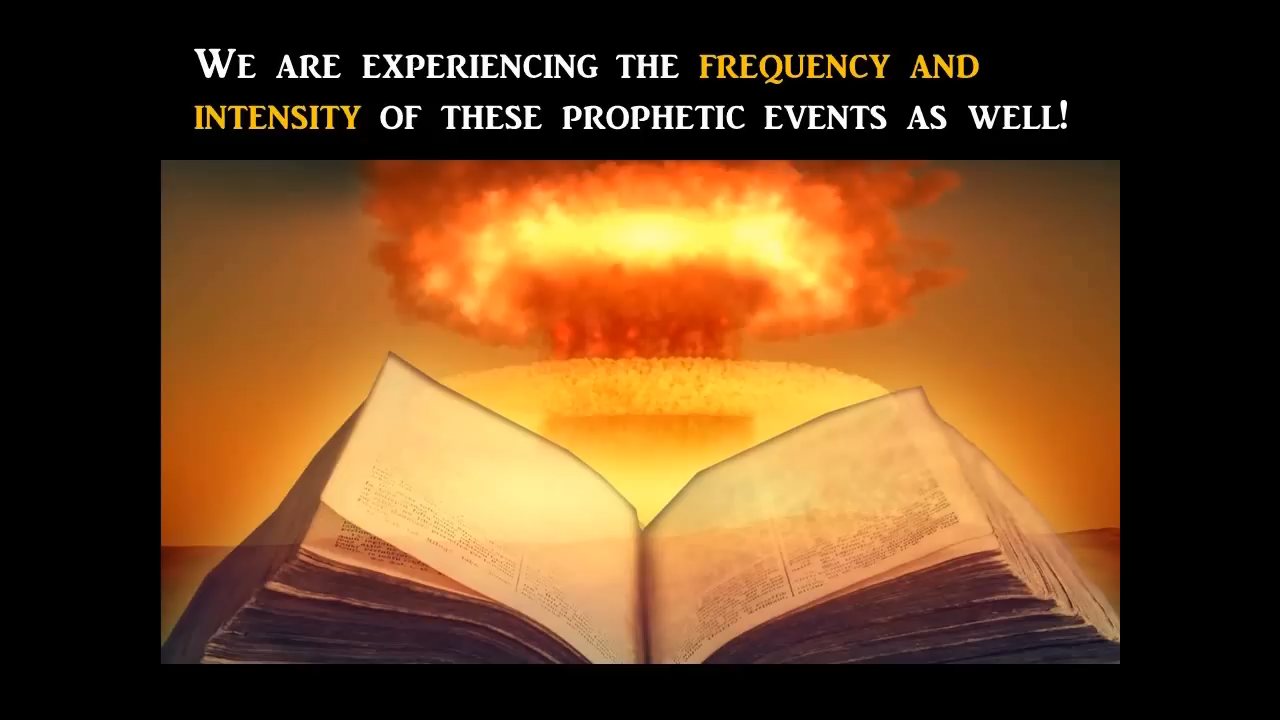 We are experiencing the frequency and
intensity of these prophetic events as well!